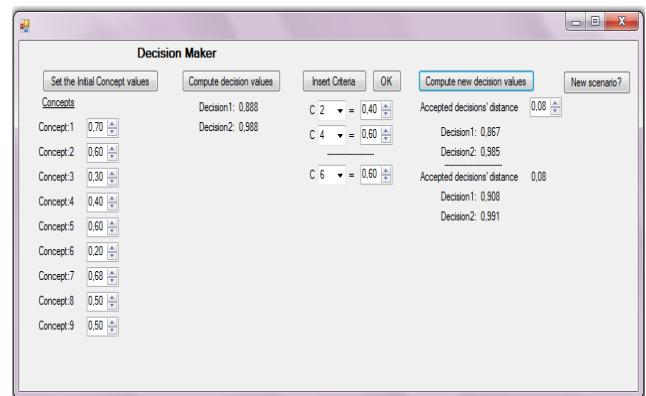 Decision Maker
Set the Initial Concept values
Compute decision values
Insert Criteria
OK
Compute new decision values
New scenario?
Concepts
Concept:1 0,70
Concept:2 0,60
Concept:3 0,30
Concept:4 0,40
Concept:5 0,60
Concept:6 0,20
Concept:7 0,68
Concept:8 0,50
Concept:9 0,50
Decision1: 0,888
Decision2: 0,988
C 2 = 0,40
C 4 = 0,60
--------------------
C 6 = 0,60
Accepted decisions' distance 0,08
Decision1: 0,867
Decision2: 0,985
-------------------------
Accepted decisions' distance 0,08
Decision1: 0,908
Decision2: 0,991